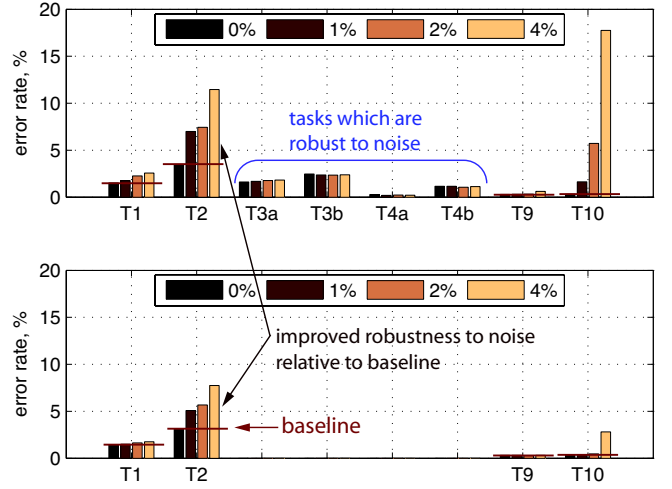 20
15
10
5
0
error rate, %
0% 1% 2% 4%
tasks which are
robust to noise
T1 T2 T3a T3b T4a T4b T9 T10
20
15
10
5
0
error rate, %
0% 1% 2% 4%
improved robustness to noise
relative to baseline
baseline
T1 T2 T9 T10